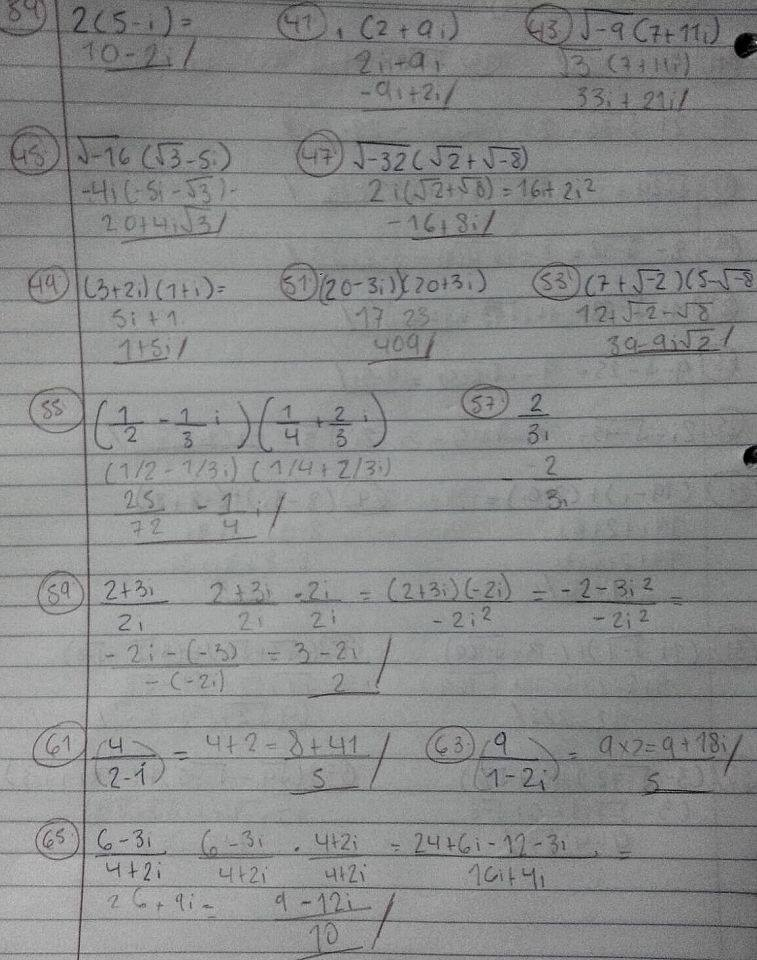 39 2(5-i)= 41 i (2+9i) 43 √-9 (7+11i)
10-2i/ 2i+9i √3 (7+11i)
-9i+2i/ 33i+21i/
45 √-16 (√3-5i) 47 √-32(√2+√-8)
-4i(-5i-√3) 2i(√2+√8)=16+2i²
20+4i√3/ -16+8i/
49 (3+2i)(1+i)= 51 (20-3i)(20+3i) 53 (7+√-2)(5-√-8
5i+1 17 23 12+√-2-√8
1+5i/ 409/ 39-9i√2/
55 (1/2 - 1/3 i)(1/4 + 2/3 i) 57 2/3i
(1/2-1/3i) (1/4+2/3i) -2/3i
25/72 - 1/4 i/
59 2+3i/2i 2+3i/2i · 2i/2i = (2+3i)(-2i)/-2i² = -2-3i²/-2i² =
-2i-(-3)/-(-2i) = 3-2i/2 /
61 4/(2-i) = 4+2=8+4i/5 / 63 9/(1-2i) = 9x2=9+18i/5 /
65 6-3i/4+2i 6-3i/4+2i · 4+2i/4+2i = 24+6i-12-3i/16i+4i =
26+9i= 9-12i/10 /